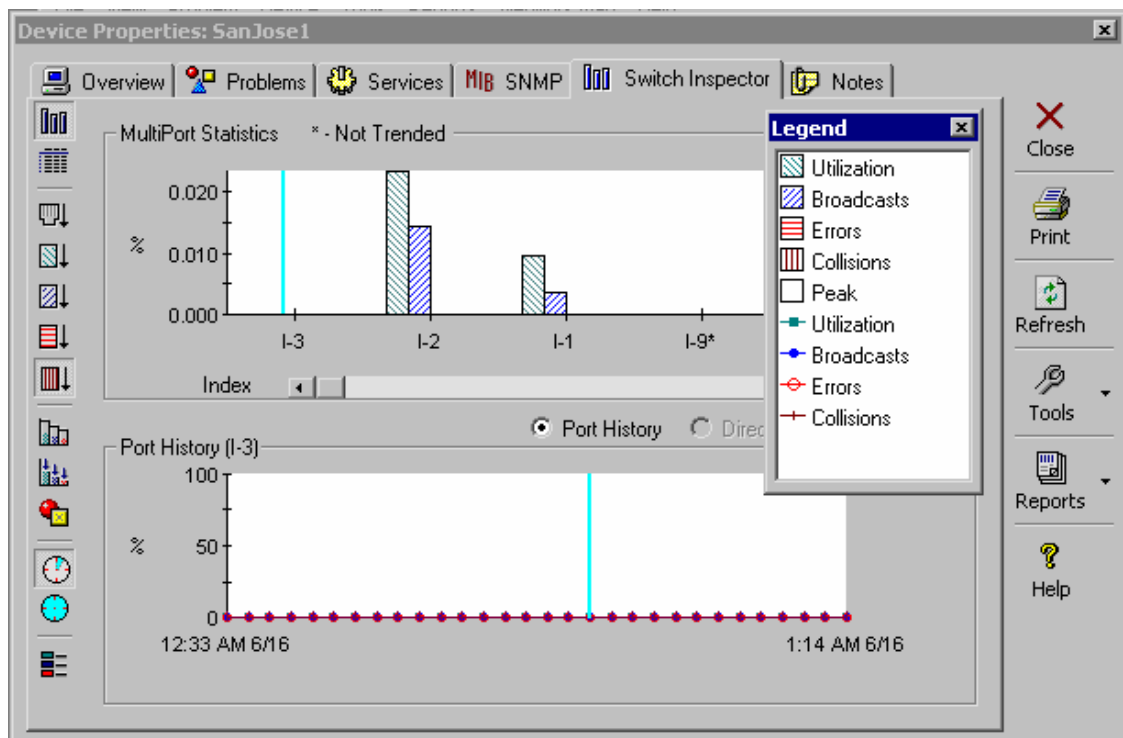 Device Properties: SanJose1
Overview Problems Services MIB SNMP Switch Inspector Notes
MultiPort Statistics * - Not Trended
0.020
%
0.010
0.000
I-3 I-2 I-1 I-9*
Index
Legend
Utilization
Broadcasts
Errors
Collisions
Peak
Utilization
Broadcasts
Errors
Collisions
Port History Direc
Port History (I-3)
100
%
50
0
12:33 AM 6/16 1:14 AM 6/16
Close
Print
Refresh
Tools
Reports
Help